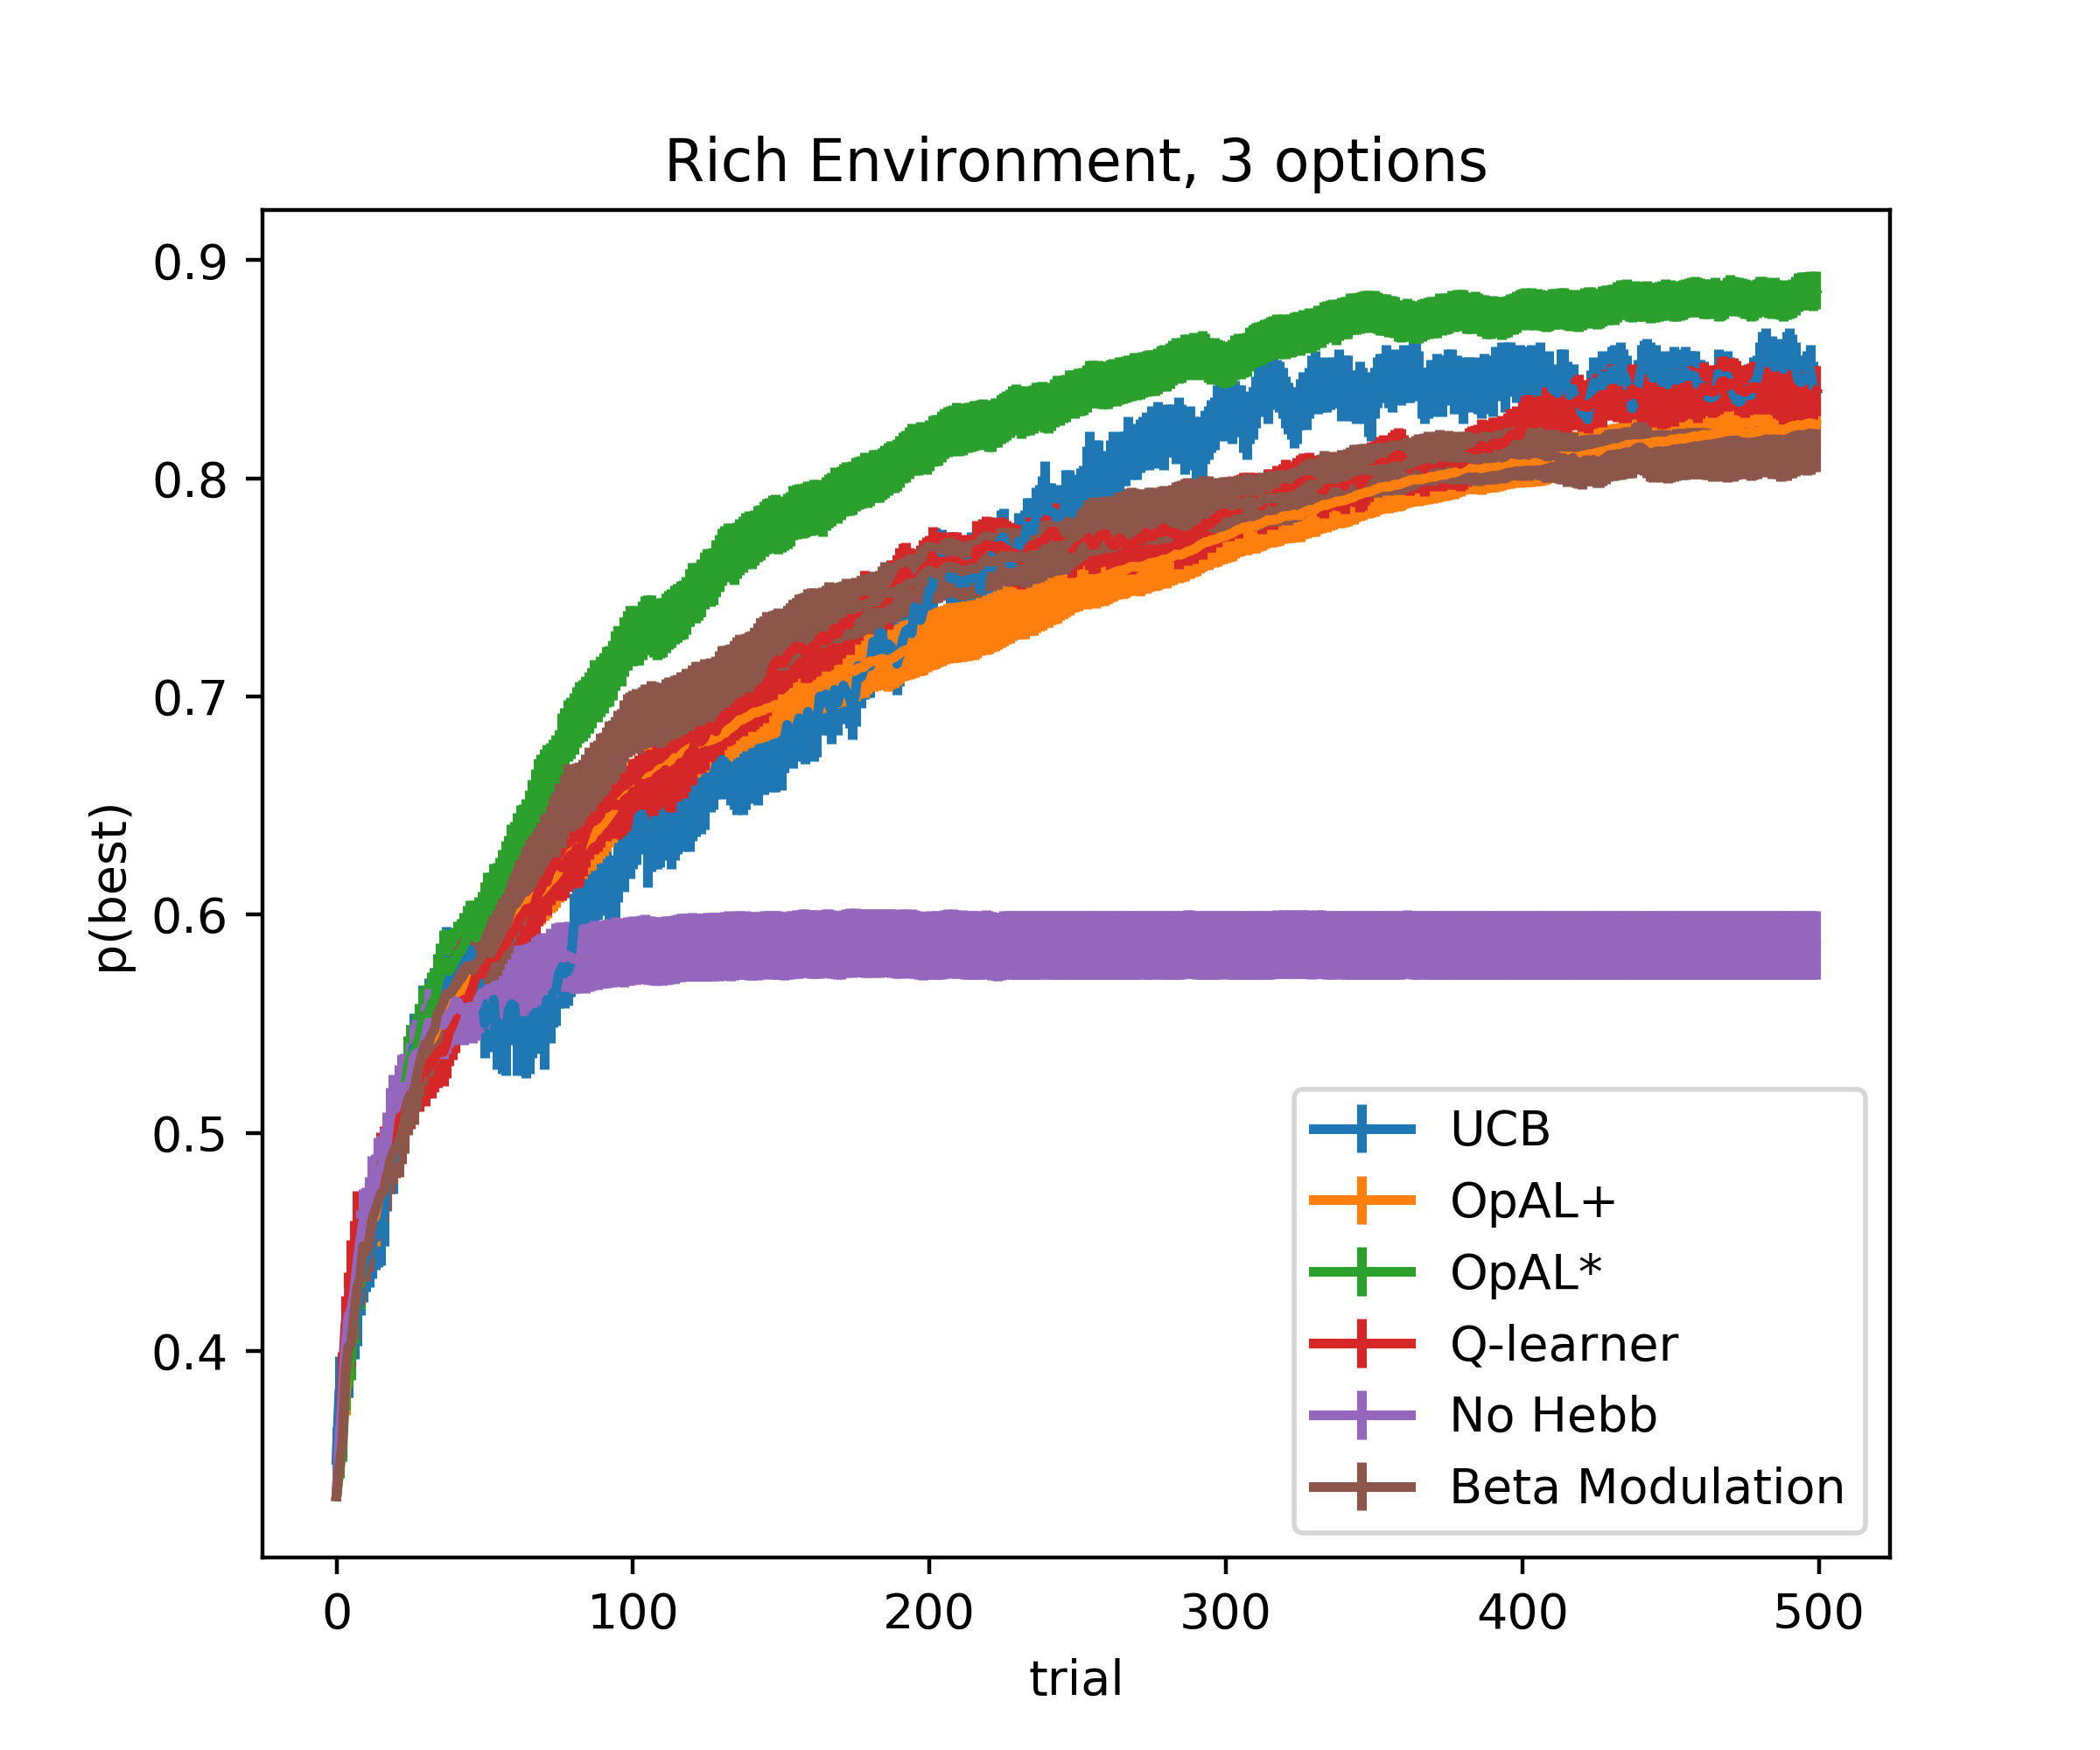 Rich Environment, 3 options
p(best)
0.9
0.8
0.7
0.6
0.5
0.4
0
100
200
300
400
500
trial
UCB
OpAL+
OpAL*
Q-learner
No Hebb
Beta Modulation